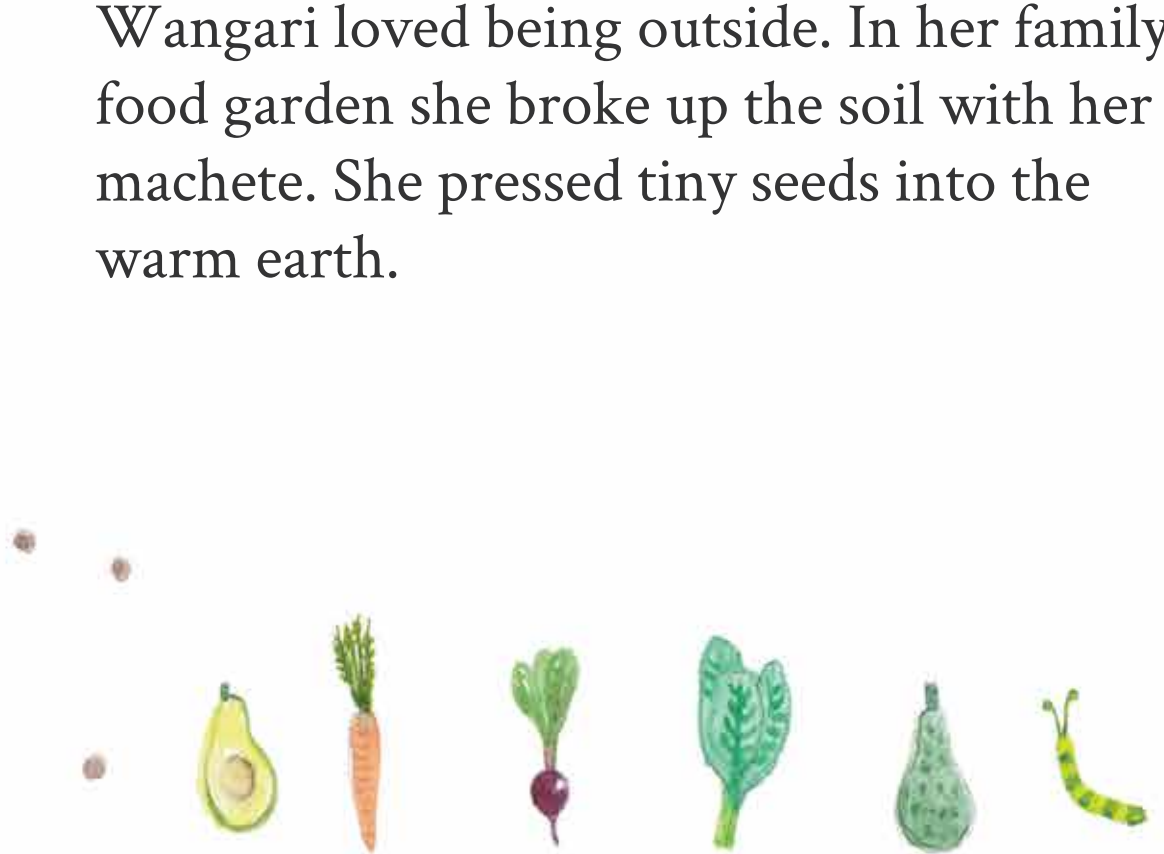 Wangari loved being outside. In her family
food garden she broke up the soil with her
machete. She pressed tiny seeds into the
warm earth.